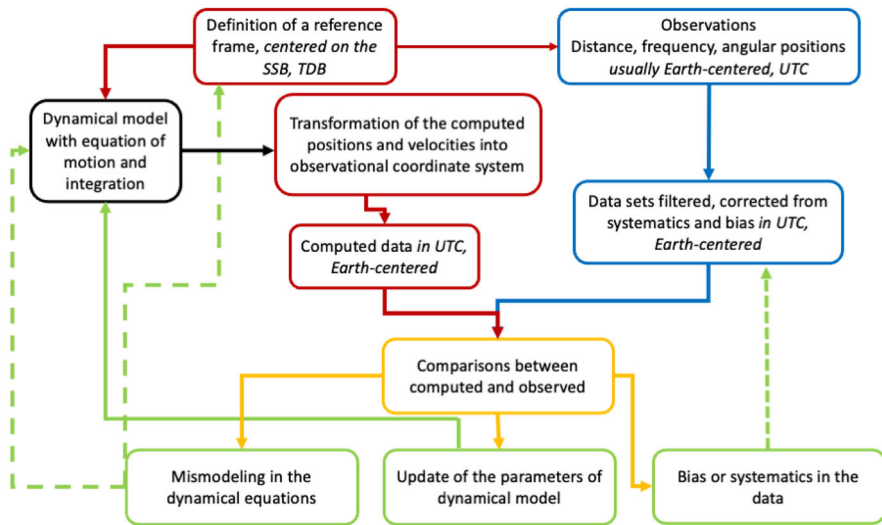 Definition of a reference
frame, centered on the
SSB, TDB
Observations
Distance, frequency, angular positions
usually Earth-centered, UTC
Dynamical model
with equation of
motion and
integration
Transformation of the computed
positions and velocities into
observational coordinate system
Data sets filtered, corrected from
systematics and bias in UTC,
Earth-centered
Computed data in UTC,
Earth-centered
Comparisons between
computed and observed
Mismodeling in the
dynamical equations
Update of the parameters of
dynamical model
Bias or systematics in the
data